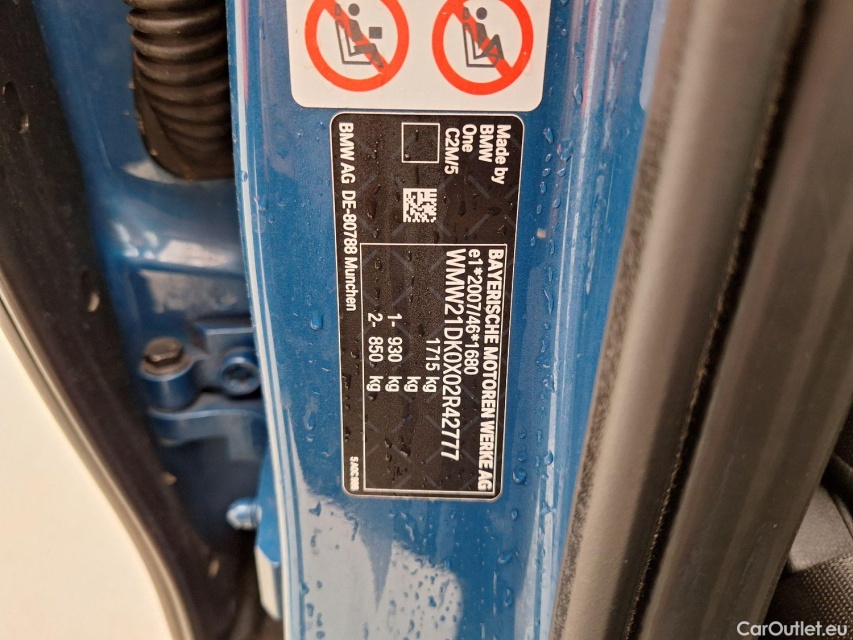 Made by
BMW
One
C2M/5
BAYERISCHE MOTOREN WERKE AG
e1*2007/46*1680
WMW21DK0X02R42777
1715 kg
kg
1- 930 kg
2- 850 kg
BMW AG DE-80788 Munchen
CarOutlet.eu